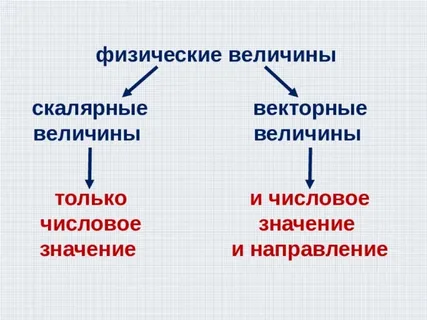 физические величины
скалярные
величины
векторные
величины
только
числовое
значение
и числовое
значение
и направление